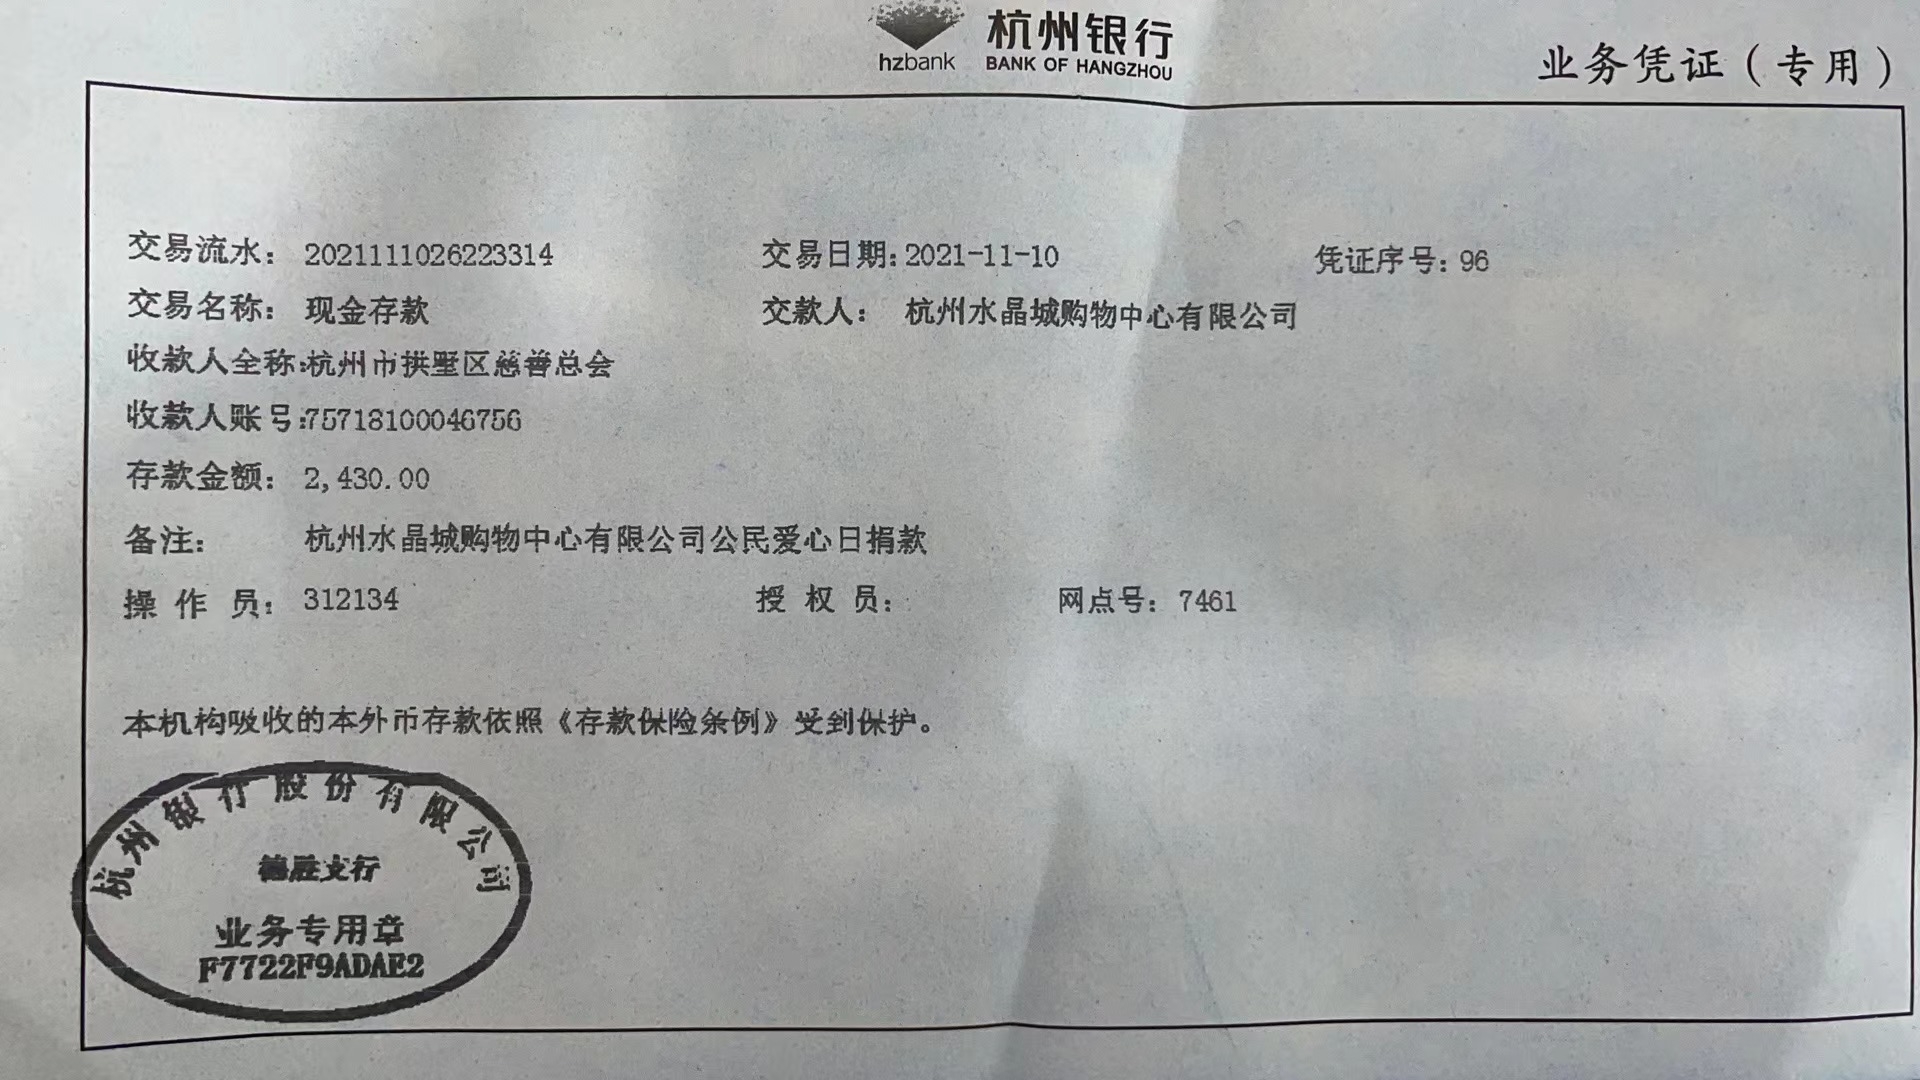 hzbank 杭州银行
BANK OF HANGZHOU
业务凭证(专用)
交易流水: 2021111026223314 交易日期:2021-11-10 凭证序号:96
交易名称: 现金存款 交款人: 杭州水晶城购物中心有限公司
收款人全称:杭州市拱墅区慈善总会
收款人账号:75718100046756
存款金额: 2,430.00
备注: 杭州水晶城购物中心有限公司公民爱心日捐款
操作员: 312134 授权员: 网点号: 7461
本机构吸收的本外币存款依照《存款保险条例》受到保护。
杭州银行股份有限公司
德胜支行
业务专用章
F7722F9ADAE2